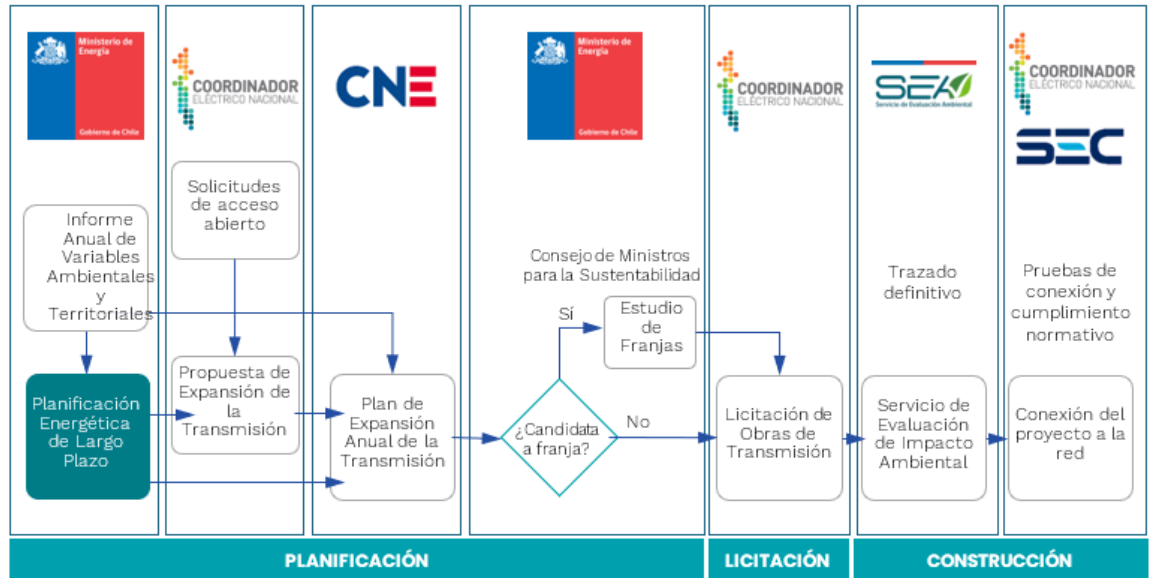 Ministerio de
Energía
Gobierno de Chile
COORDINADOR
ELÉCTRICO NACIONAL
CNE
Ministerio de
Energía
Gobierno de Chile
COORDINADOR
ELÉCTRICO NACIONAL
SEA
Servicio de Evaluación Ambiental
COORDINADOR
ELÉCTRICO NACIONAL
SEC
Informe
Anual de
Variables
Ambientales
y
Territoriales
Planificación
Energética
de Largo
Plazo
Solicitudes
de acceso
abierto
Propuesta de
Expansión de
la
Transmisión
Plan de
Expansión
Anual de la
Transmisión
Consejo de Ministros
para la Sustentabilidad
Sí
Estudio
de
Franjas
¿Candidata
a franja?
No
Licitación de
Obras de
Transmisión
Trazado
definitivo
Servicio de
Evaluación
de Impacto
Ambiental
Pruebas de
conexión y
cumplimiento
normativo
Conexión del
proyecto a la
red
PLANIFICACIÓN
LICITACIÓN
CONSTRUCCIÓN